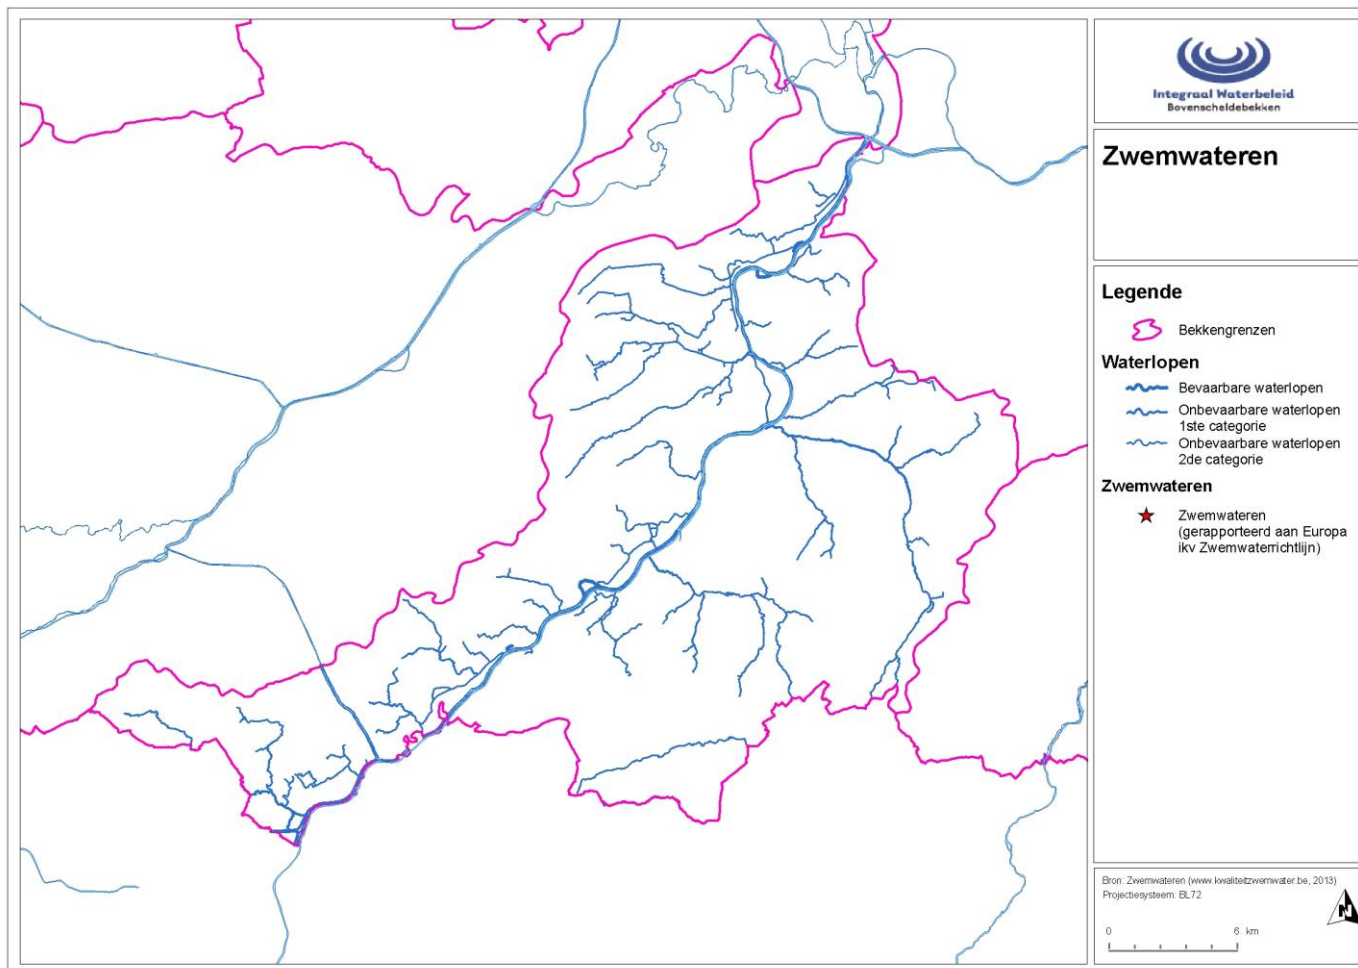 Integraal Waterbeleid
Bovenscheldebekken
Zwemwateren
Legende
Bekkengrenzen
Waterlopen
Bevaarbare waterlopen
Onbevaarbare waterlopen
1ste categorie
Onbevaarbare waterlopen
2de categorie
Zwemwateren
Zwemwateren
(gerapporteerd aan Europa
ikv Zwemwaterrichtlijn)
Bron: Zwemwateren (www.kwaliteitzwemwater.be, 2013)
Projectiesysteem: BL72
N
0 6 km